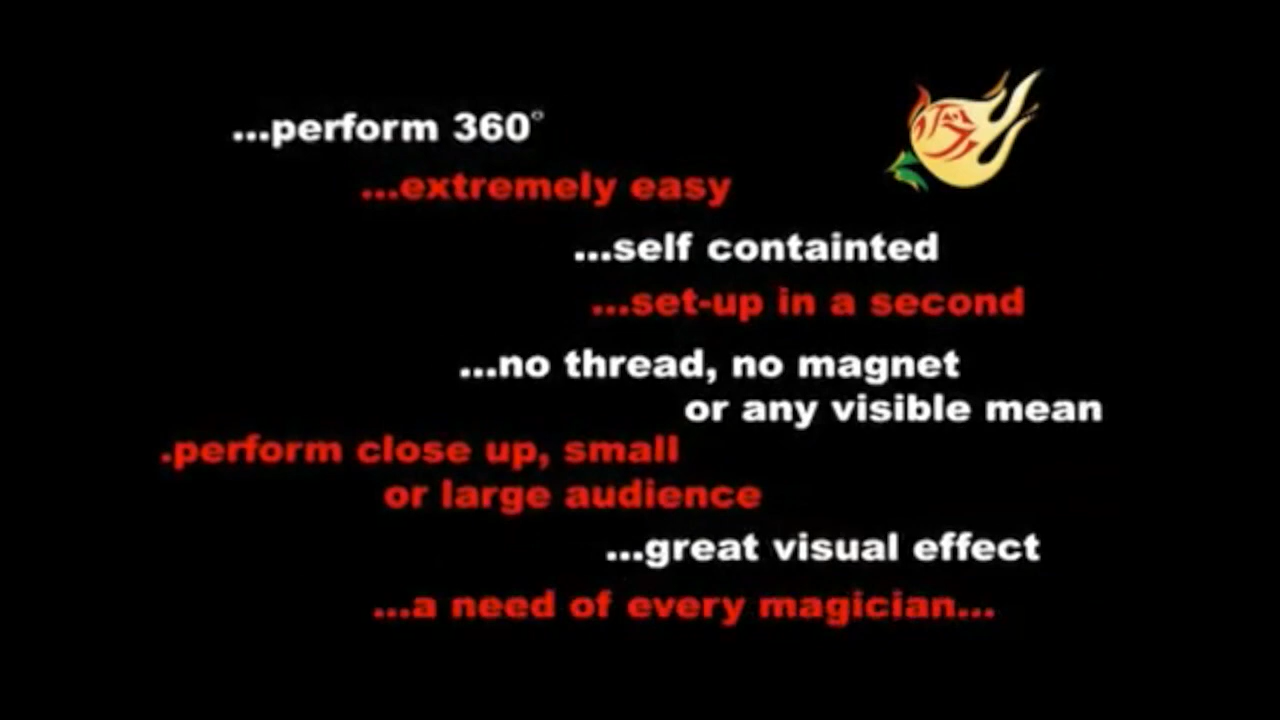 ...perform 360°
...extremely easy
...self containted
...set-up in a second
...no thread, no magnet
or any visible mean
.perform close up, small
or large audience
...great visual effect
...a need of every magician...